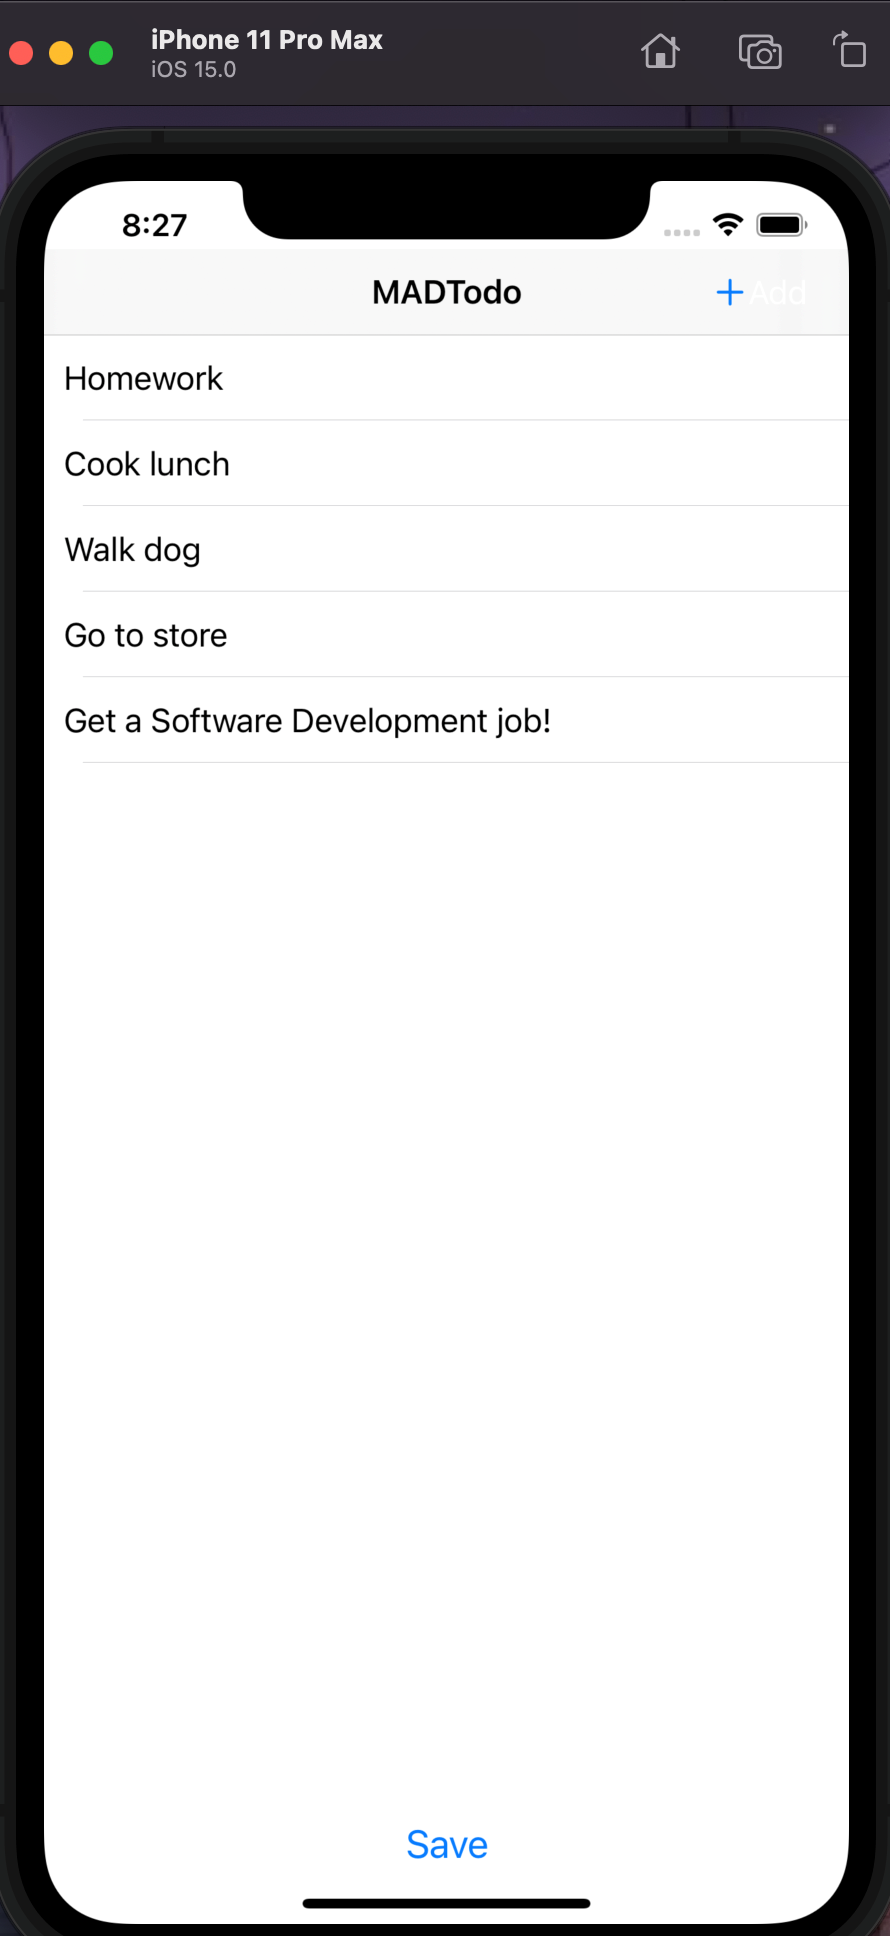 iPhone 11 Pro Max
iOS 15.0
8:27
MADTodo
+ Add
Homework
Cook lunch
Walk dog
Go to store
Get a Software Development job!
Save